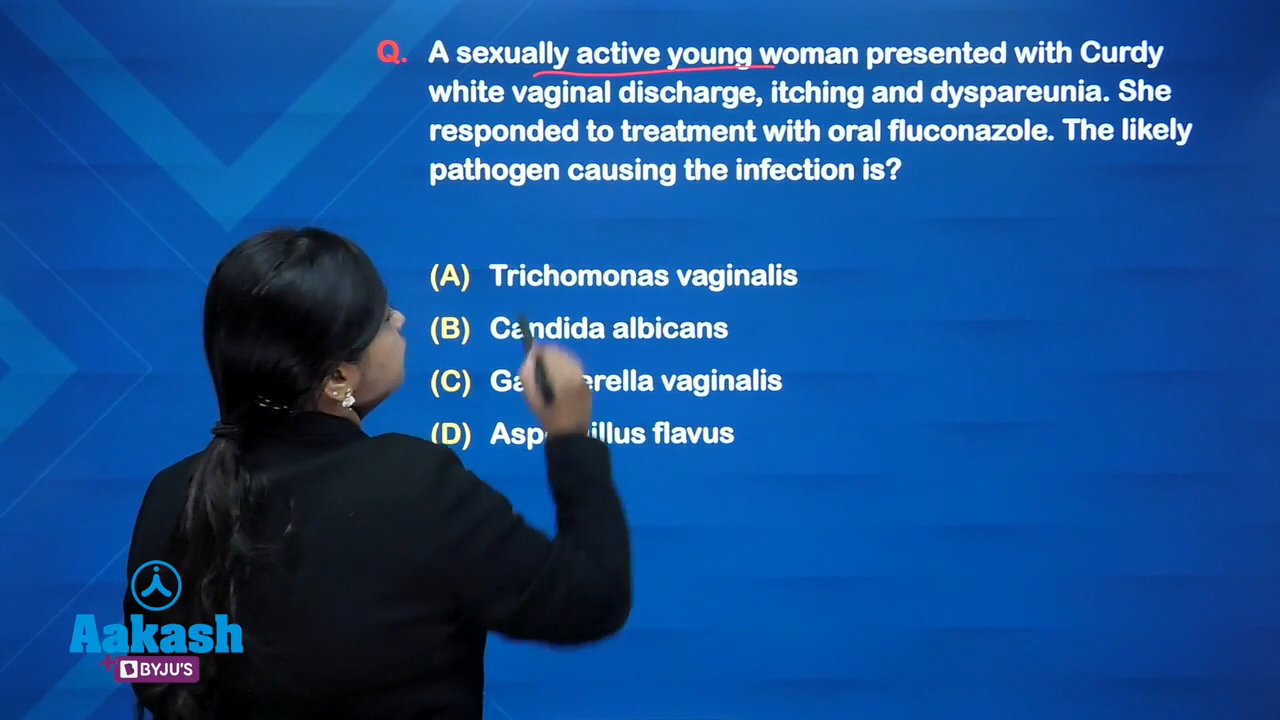 Q. A sexually active young woman presented with Curdy
white vaginal discharge, itching and dyspareunia. She
responded to treatment with oral fluconazole. The likely
pathogen causing the infection is?
(A) Trichomonas vaginalis
(B) Candida albicans
(C) vaginalis
(D) flavus
Aakash
+ BYJU'S